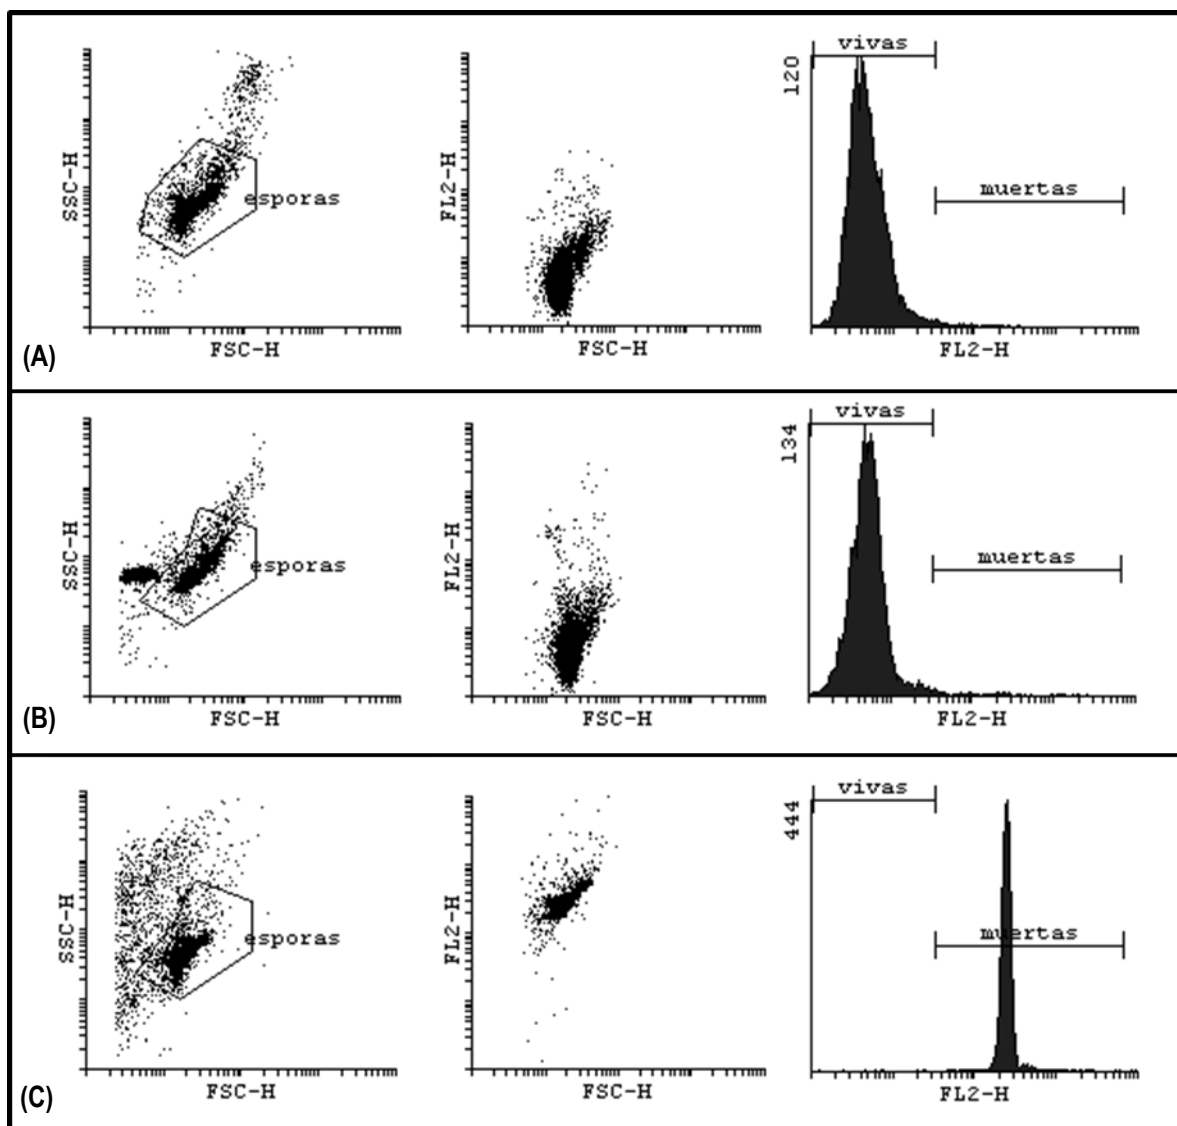 SSC-H
esporas
FSC-H
FL2-H
FSC-H
120
vivas
muertas
FL2-H
(A)
SSC-H
esporas
FSC-H
FL2-H
FSC-H
134
vivas
muertas
FL2-H
(B)
SSC-H
esporas
FSC-H
FL2-H
FSC-H
444
vivas
muertas
FL2-H
(C)